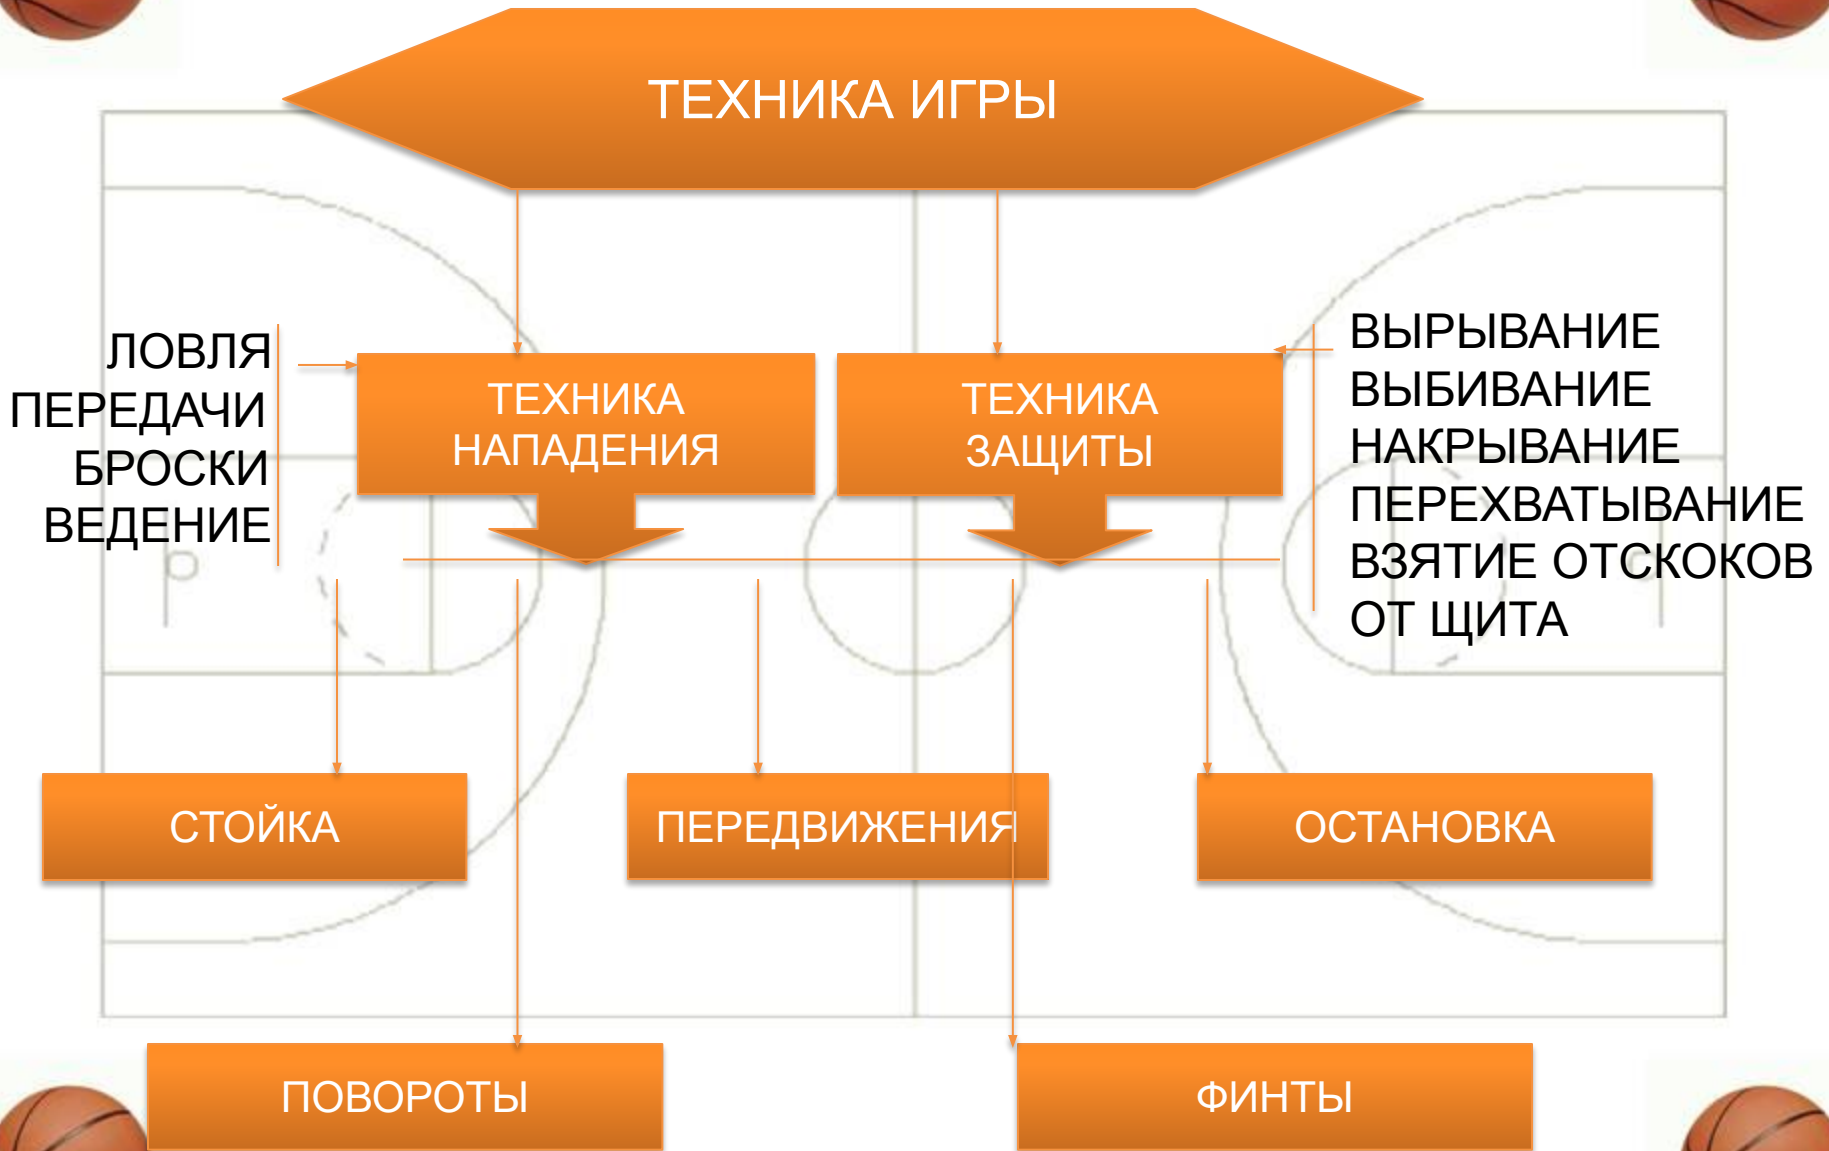 ТЕХНИКА ИГРЫ
ЛОВЛЯ
ПЕРЕДАЧИ
БРОСКИ
ВЕДЕНИЕ
ТЕХНИКА
НАПАДЕНИЯ
ТЕХНИКА
ЗАЩИТЫ
ВЫРЫВАНИЕ
ВЫБИВАНИЕ
НАКРЫВАНИЕ
ПЕРЕХВАТЫВАНИЕ
ВЗЯТИЕ ОТСКОКОВ
ОТ ЩИТА
СТОЙКА
ПЕРЕДВИЖЕНИЯ
ОСТАНОВКА
ПОВОРОТЫ
ФИНТЫ